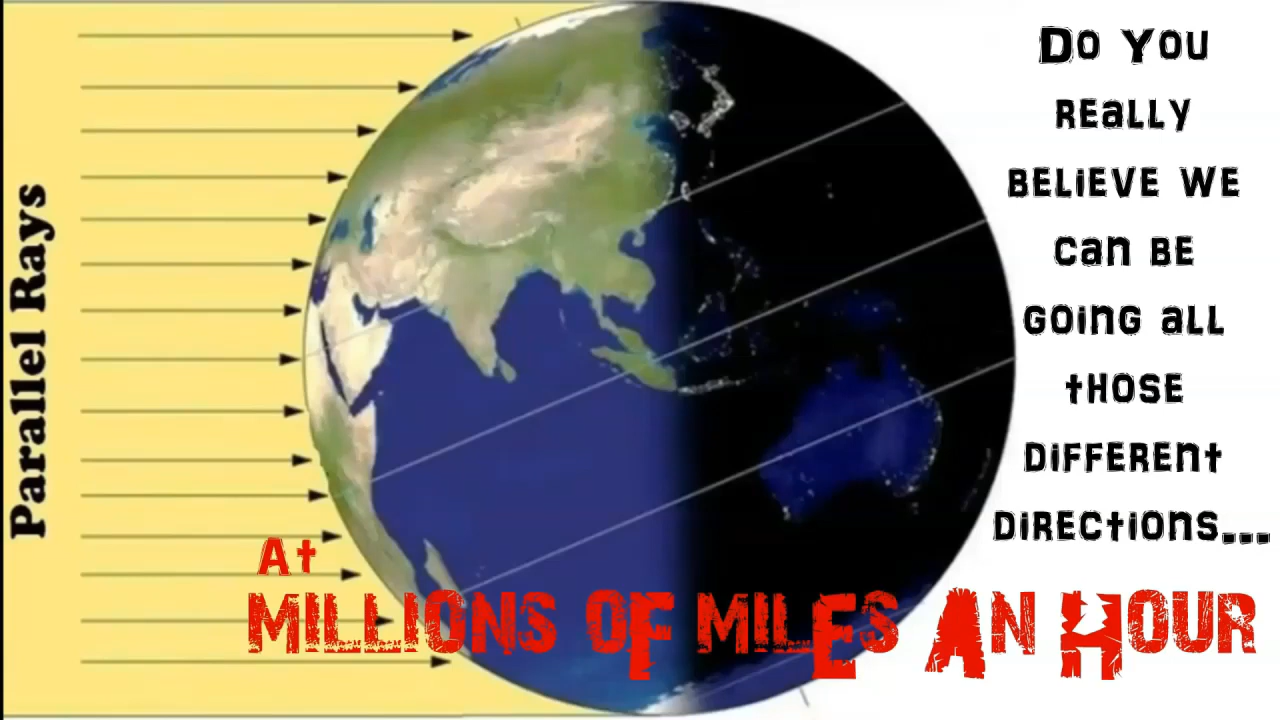 Parallel Rays
Do You
really
believe we
can be
going all
those
different
directions...
At
Millions of miles An Hour